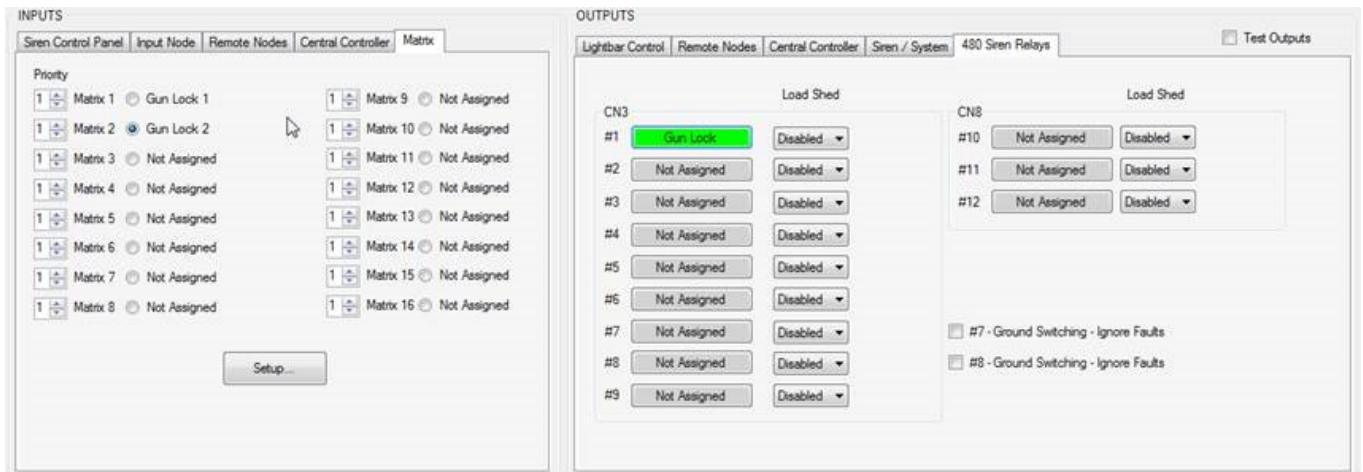 INPUTS
Siren Control Panel Input Node Remote Nodes Central Controller Matrix
Priority
1 Matrix 1 Gun Lock 1
1 Matrix 2 Gun Lock 2
1 Matrix 3 Not Assigned
1 Matrix 4 Not Assigned
1 Matrix 5 Not Assigned
1 Matrix 6 Not Assigned
1 Matrix 7 Not Assigned
1 Matrix 8 Not Assigned
1 Matrix 9 Not Assigned
1 Matrix 10 Not Assigned
1 Matrix 11 Not Assigned
1 Matrix 12 Not Assigned
1 Matrix 13 Not Assigned
1 Matrix 14 Not Assigned
1 Matrix 15 Not Assigned
1 Matrix 16 Not Assigned
Setup...
OUTPUTS
Test Outputs
Lightbar Control Remote Nodes Central Controller Siren / System 480 Siren Relays
Load Shed
CN3
#1 Gun Lock Disabled
#2 Not Assigned Disabled
#3 Not Assigned Disabled
#4 Not Assigned Disabled
#5 Not Assigned Disabled
#6 Not Assigned Disabled
#7 Not Assigned Disabled
#8 Not Assigned Disabled
#9 Not Assigned Disabled
Load Shed
CN8
#10 Not Assigned Disabled
#11 Not Assigned Disabled
#12 Not Assigned Disabled
#7 - Ground Switching - Ignore Faults
#8 - Ground Switching - Ignore Faults